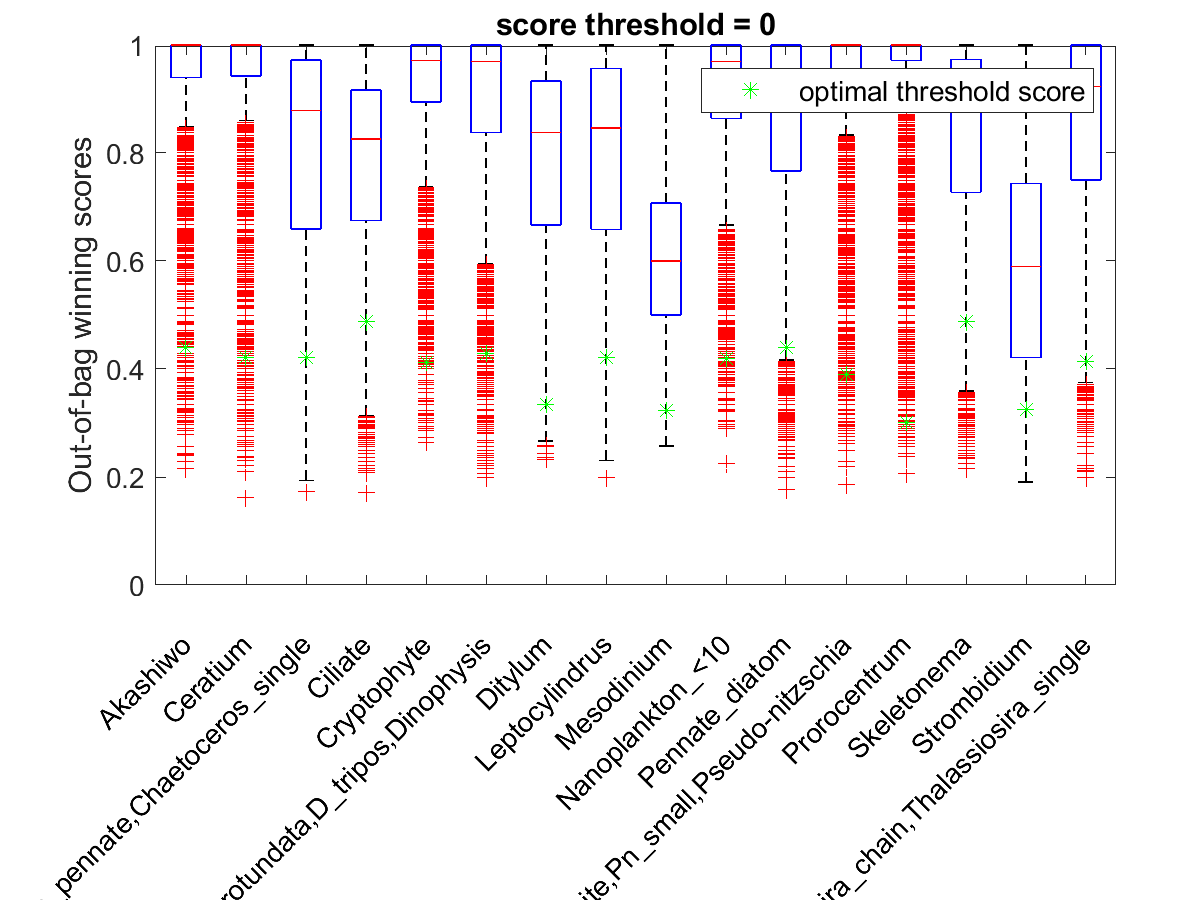 score threshold = 0
optimal threshold score
Out-of-bag winning scores
1
0.8
0.6
0.4
0.2
0
Akashiwo
Ceratium
_pennate,Chaetoceros_single
Ciliate
Cryptophyte
rotundata,D_tripos,Dinophysis
Ditylum
Leptocylindrus
Mesodinium
Nanoplankton_<10
Pennate_diatom
ite,Pn_small,Pseudo-nitzschia
Prorocentrum
Skeletonema
Strombidium
ira_chain,Thalassiosira_single